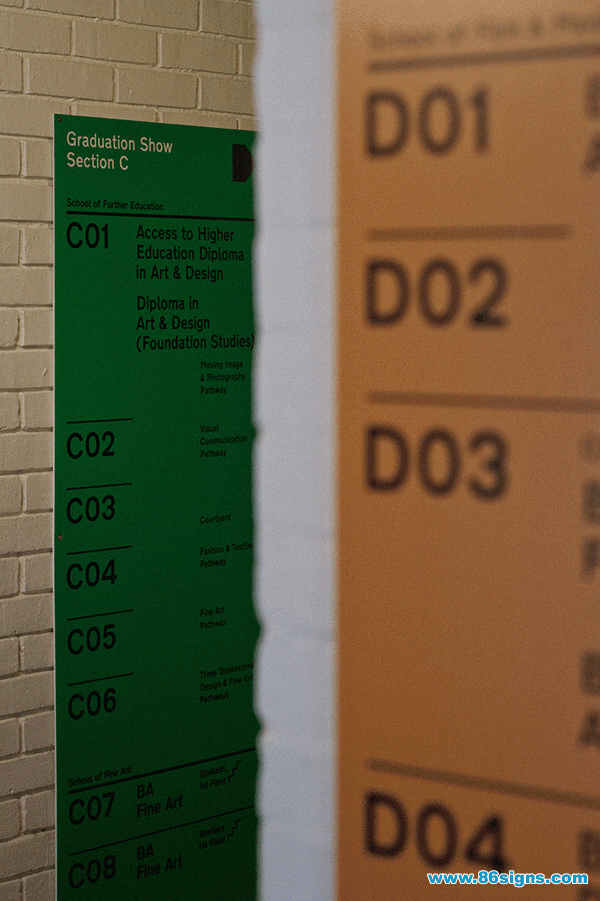 Graduation Show
Section C
D
School of Further Education
C01
Access to Higher
Education Diploma
in Art & Design
Diploma in
Art & Design
(Foundation Studies)
Moving Image
& Photography
Pathway
C02
Visual
Communication
Pathway
C03
Courtyard
C04
Fashion & Textiles
Pathway
C05
Fine Art
Pathway
C06
Three Dimensional
Design & Fine Art
Pathways
School of Fine Art
C07
BA
Fine Art
Upstairs
1st Floor
C08
BA
Fine Art
Upstairs
1st Floor
School of Film &
D01
D02
D03
D04
www.86signs.com